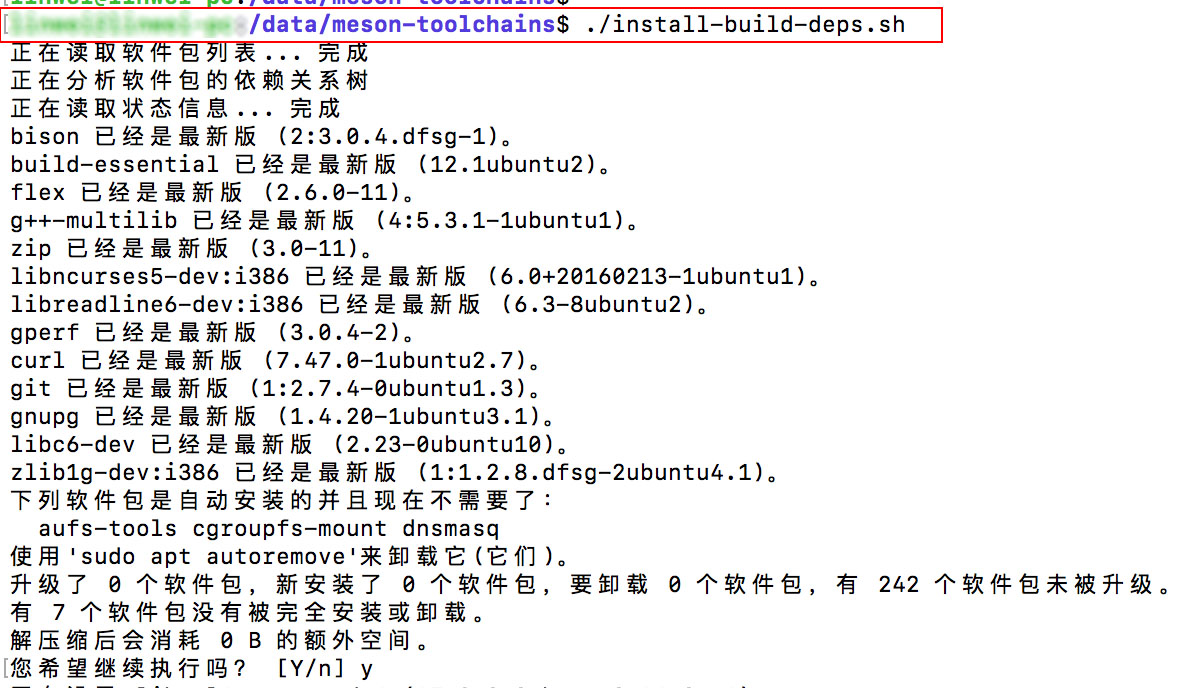 /data/meson-toolchains$ ./install-build-deps.sh
正在读取软件包列表... 完成
正在分析软件包的依赖关系树
正在读取状态信息... 完成
bison 已经是最新版 (2:3.0.4.dfsg-1)。
build-essential 已经是最新版 (12.1ubuntu2)。
flex 已经是最新版 (2.6.0-11)。
g++-multilib 已经是最新版 (4:5.3.1-1ubuntu1)。
zip 已经是最新版 (3.0-11)。
libncurses5-dev:i386 已经是最新版 (6.0+20160213-1ubuntu1)。
libreadline6-dev:i386 已经是最新版 (6.3-8ubuntu2)。
gperf 已经是最新版 (3.0.4-2)。
curl 已经是最新版 (7.47.0-1ubuntu2.7)。
git 已经是最新版 (1:2.7.4-0ubuntu1.3)。
gnupg 已经是最新版 (1.4.20-1ubuntu3.1)。
libc6-dev 已经是最新版 (2.23-0ubuntu10)。
zlib1g-dev:i386 已经是最新版 (1:1.2.8.dfsg-2ubuntu4.1)。
下列软件包是自动安装的并且现在不需要了：
aufs-tools cgroupfs-mount dnsmasq
使用'sudo apt autoremove'来卸载它(它们)。
升级了 0 个软件包，新安装了 0 个软件包，要卸载 0 个软件包，有 242 个软件包未被升级。
有 7 个软件包没有被完全安装或卸载。
解压缩后会消耗 0 B 的额外空间。
您希望继续执行吗？ [Y/n] y